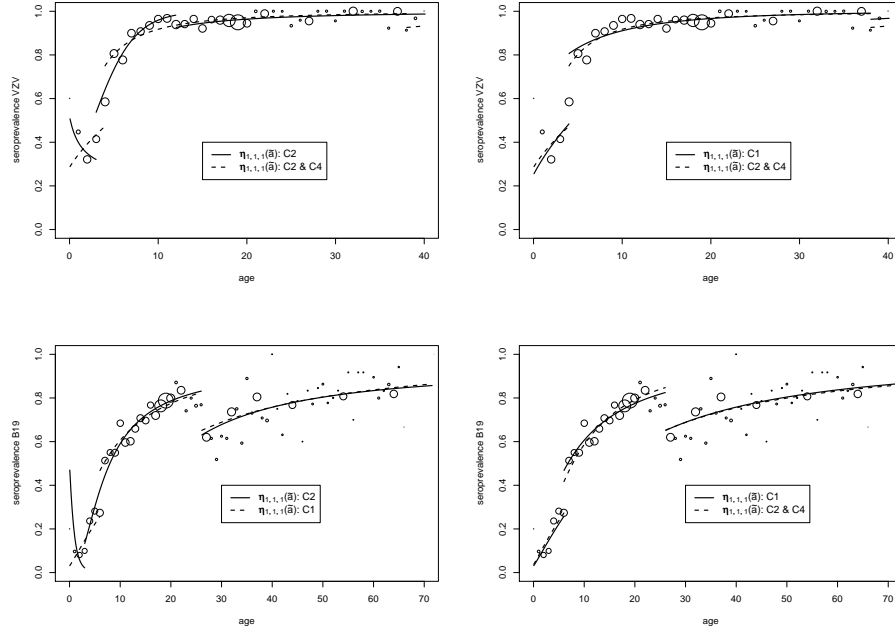 seroprevalence VZV
1.0
0.8
0.6
0.4
0.2
0.0
η1,1,1(ã): C2
η1,1,1(ã): C2 & C4
0 10 20 30 40
age
seroprevalence VZV
1.0
0.8
0.6
0.4
0.2
0.0
η1,1,1(ã): C1
η1,1,1(ã): C2 & C4
0 10 20 30 40
age
seroprevalence B19
1.0
0.8
0.6
0.4
0.2
0.0
η1,1,1(ã): C2
η1,1,1(ã): C1
0 10 20 30 40 50 60 70
age
seroprevalence B19
1.0
0.8
0.6
0.4
0.2
0.0
η1,1,1(ã): C1
η1,1,1(ã): C2 & C4
0 10 20 30 40 50 60 70
age